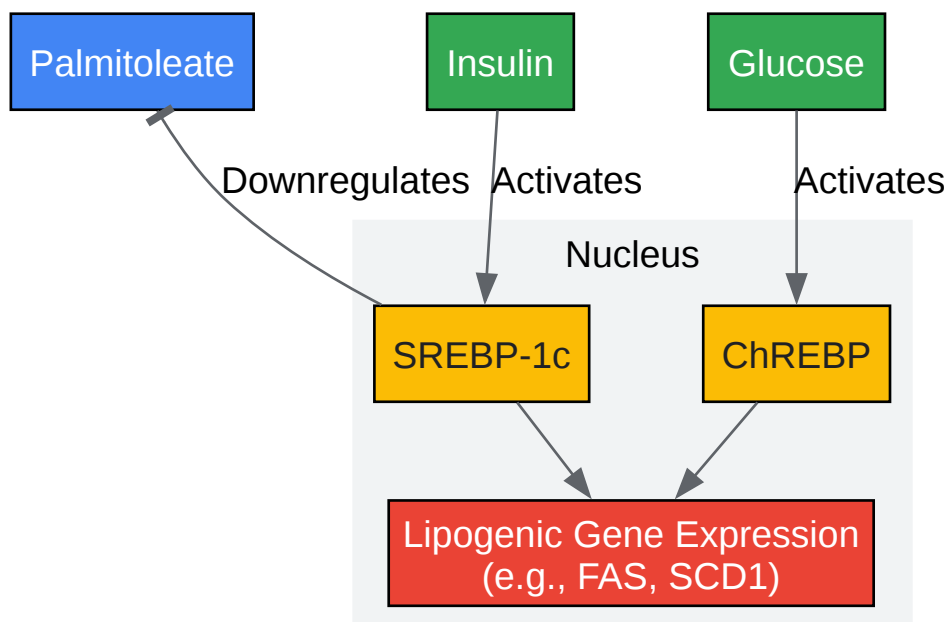 Palmitoleate
Insulin
Glucose
Downregulates
Activates
Activates
Nucleus
SREBP-1c
ChREBP
Lipogenic Gene Expression
(e.g., FAS, SCD1)